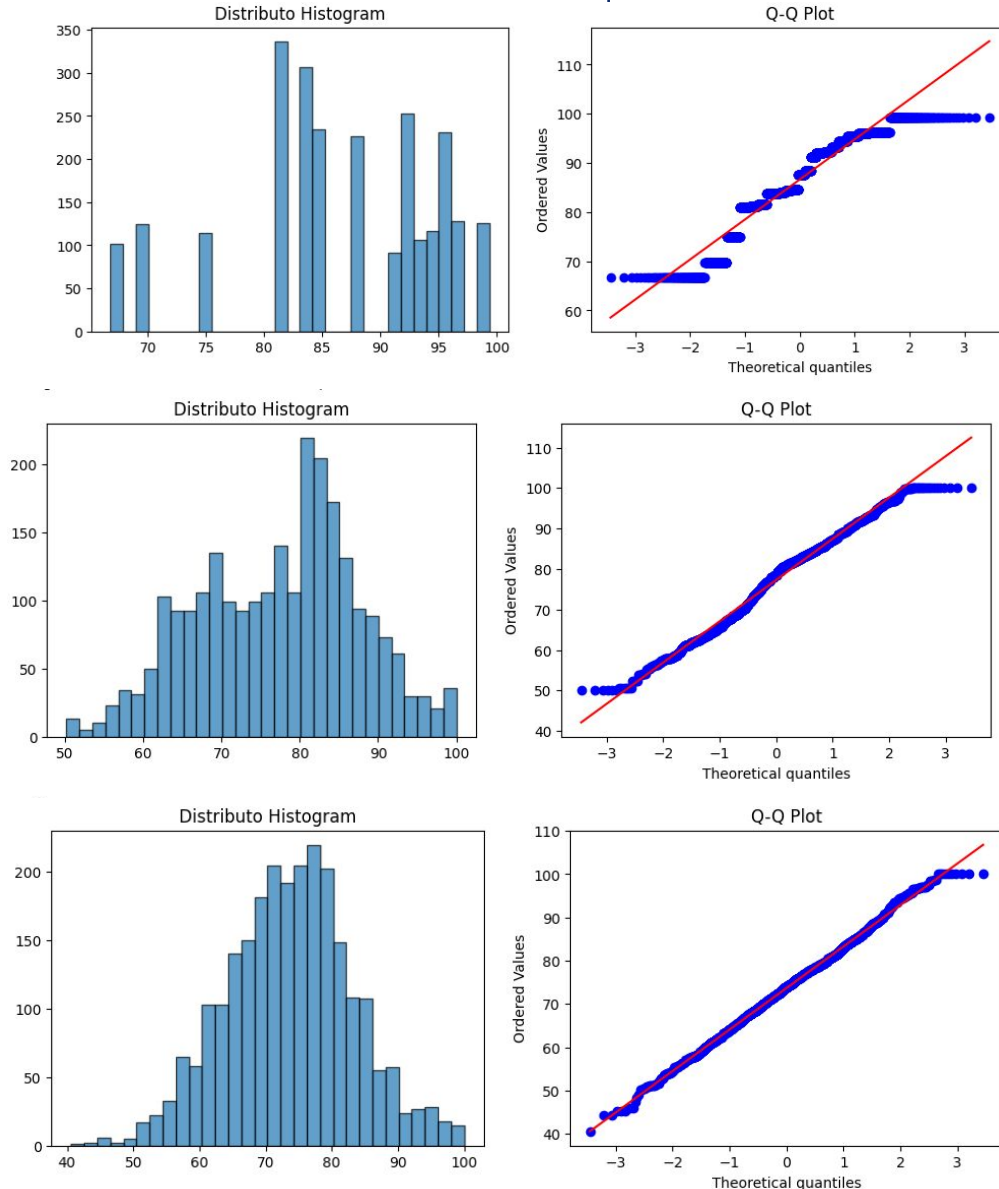 Distributo Histogram
350
300
250
200
150
100
50
0
70 75 80 85 90 95 100
Q-Q Plot
Ordered Values
110
100
90
80
70
60
−3 −2 −1 0 1 2 3
Theoretical quantiles
Distributo Histogram
200
150
100
50
0
50 60 70 80 90 100
Q-Q Plot
Ordered Values
110
100
90
80
70
60
50
40
−3 −2 −1 0 1 2 3
Theoretical quantiles
Distributo Histogram
200
150
100
50
0
40 50 60 70 80 90 100
Q-Q Plot
Ordered Values
110
100
90
80
70
60
50
40
−3 −2 −1 0 1 2 3
Theoretical quantiles